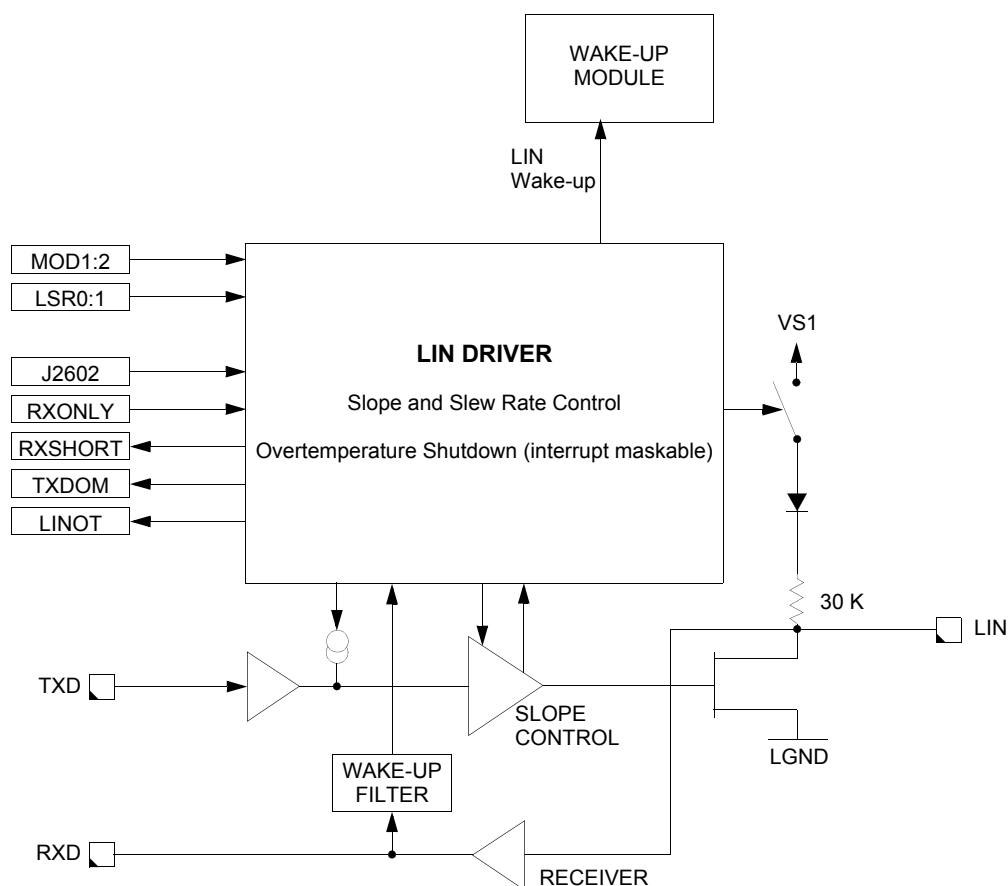 WAKE-UP
MODULE
LIN
Wake-up
MOD1:2
LSR0:1
J2602
RXONLY
RXSHORT
TXDOM
LINOT
LIN DRIVER
Slope and Slew Rate Control
Overtemperature Shutdown (interrupt maskable)
VS1
30 K
LIN
TXD
SLOPE
CONTROL
LGND
WAKE-UP
FILTER
RXD
RECEIVER